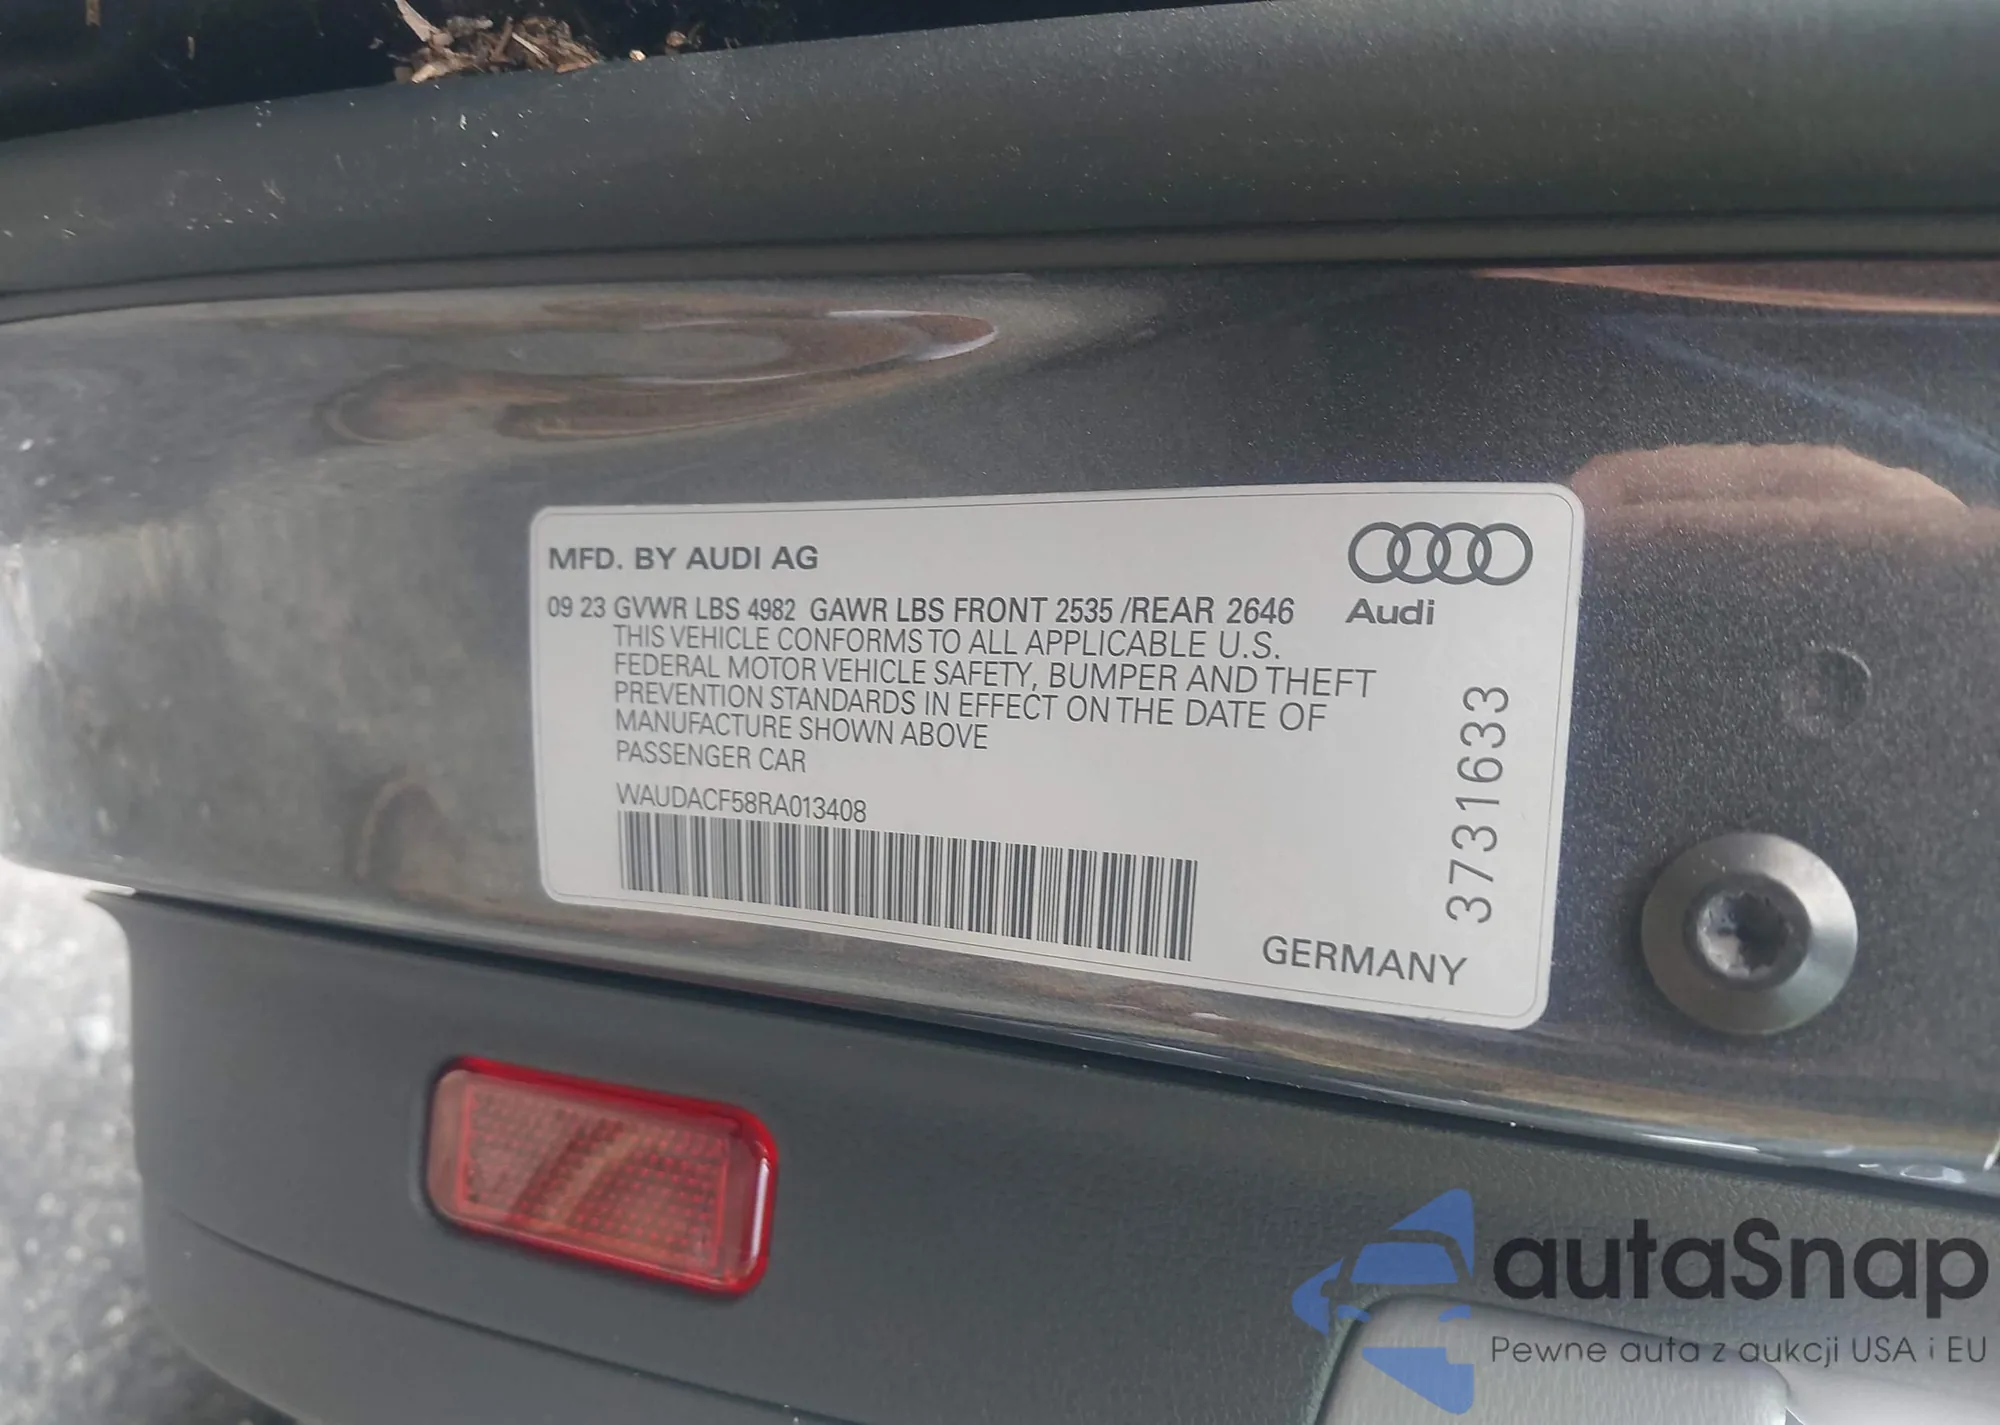 MFD. BY AUDI AG
09 23 GVWR LBS 4982 GAWR LBS FRONT 2535 /REAR 2646
Audi
THIS VEHICLE CONFORMS TO ALL APPLICABLE U.S.
FEDERAL MOTOR VEHICLE SAFETY, BUMPER AND THEFT
PREVENTION STANDARDS IN EFFECT ON THE DATE OF
MANUFACTURE SHOWN ABOVE
PASSENGER CAR
WAUDACF58RA013408
3731633
GERMANY
autaSnap
Pewne auta z aukcji USA i EU